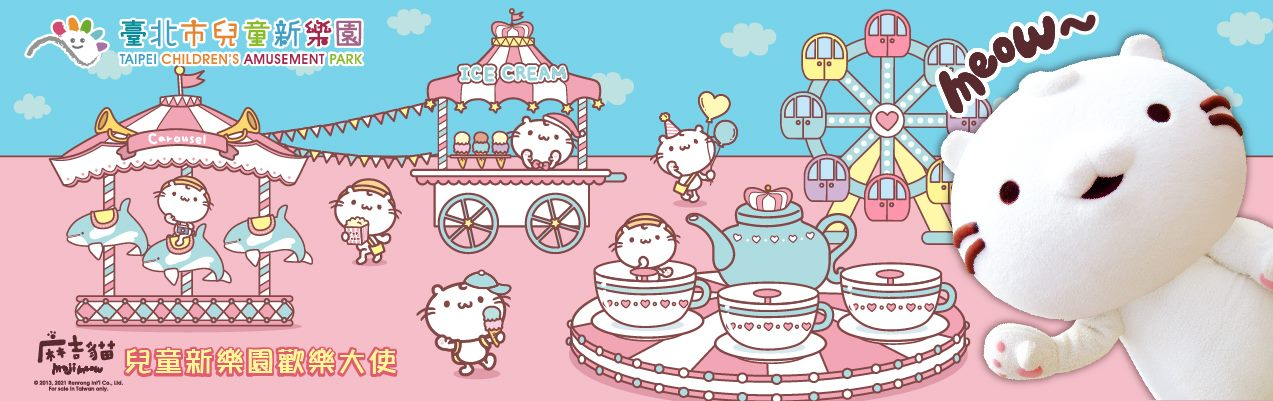 臺北市兒童新樂園
TAIPEI CHILDREN'S AMUSEMENT PARK
ICE CREAM
meow~
Carousel
麻吉貓
Majimeow
兒童新樂園歡樂大使
© 2013, 2021 Renrong Int'l Co., Ltd.
For sale in Taiwan only.